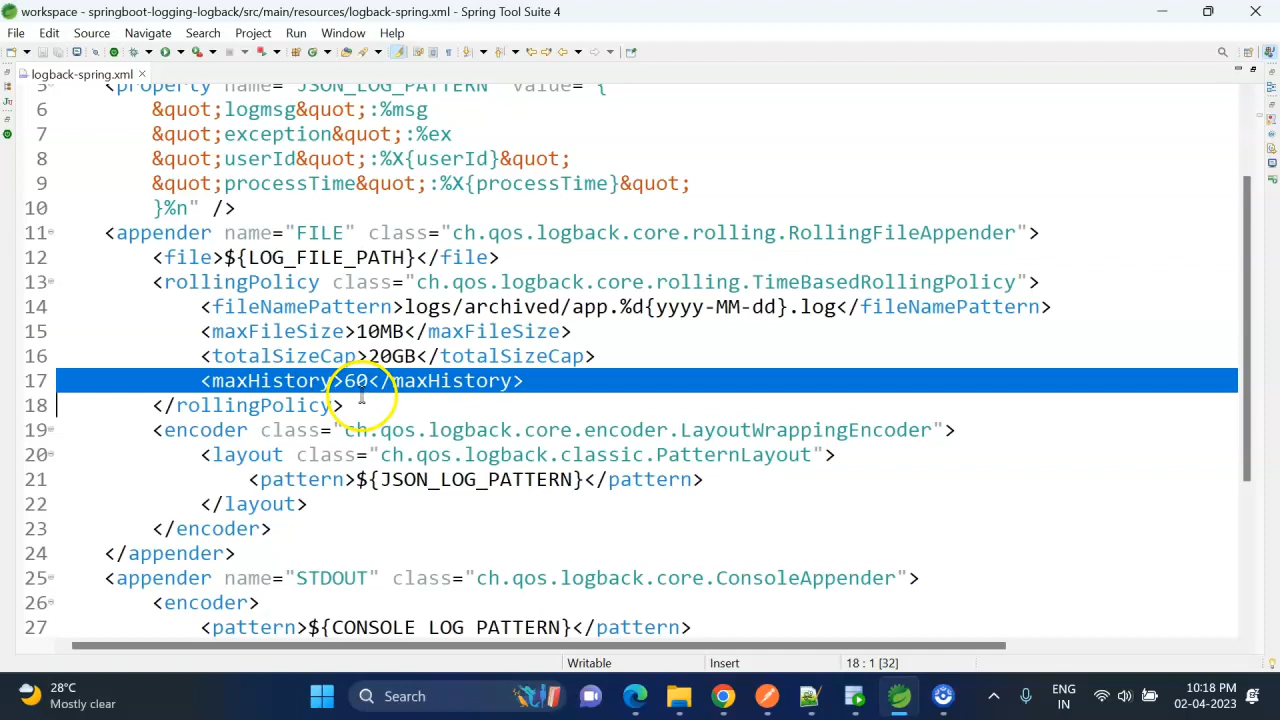 workspace - springboot-logging-logback/src/main/resources/logback-spring.xml - Spring Tool Suite 4
File Edit Source Navigate Search Project Run Window Help
logback-spring.xml
5 <property name="JSON_LOG_PATTERN" value="{
6 &quot;logmsg&quot;:%msg
7 &quot;exception&quot;:%ex
8 &quot;userId&quot;:%X{userId}&quot;
9 &quot;processTime&quot;:%X{processTime}&quot;
10 }%n" />
11 <appender name="FILE" class="ch.qos.logback.core.rolling.RollingFileAppender">
12 <file>${LOG_FILE_PATH}</file>
13 <rollingPolicy class="ch.qos.logback.core.rolling.TimeBasedRollingPolicy">
14 <fileNamePattern>logs/archived/app.%d{yyyy-MM-dd}.log</fileNamePattern>
15 <maxFileSize>10MB</maxFileSize>
16 <totalSizeCap>20GB</totalSizeCap>
17 <maxHistory>60</maxHistory>
18 </rollingPolicy>
19 <encoder class="ch.qos.logback.core.encoder.LayoutWrappingEncoder">
20 <layout class="ch.qos.logback.classic.PatternLayout">
21 <pattern>${JSON_LOG_PATTERN}</pattern>
22 </layout>
23 </encoder>
24 </appender>
25 <appender name="STDOUT" class="ch.qos.logback.core.ConsoleAppender">
26 <encoder>
27 <pattern>${CONSOLE_LOG_PATTERN}</pattern>
Writable Insert 18 : 1 [32]
28°C
Mostly clear
Search
ENG
IN
10:18 PM
02-04-2023